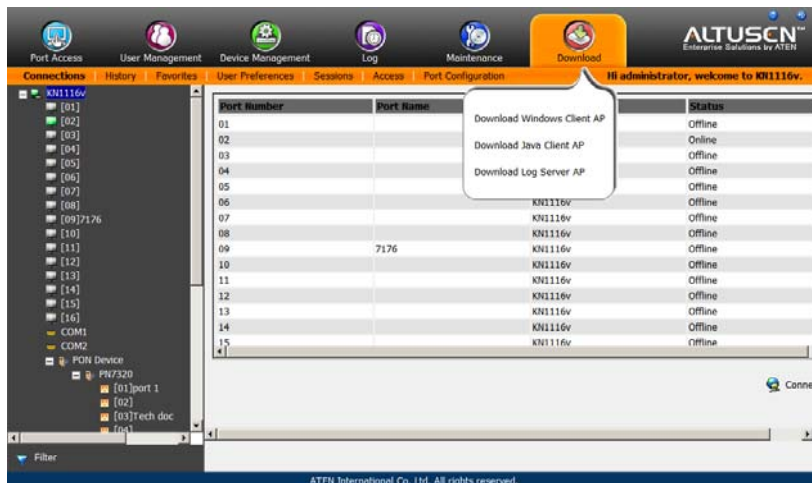 ALTUSEN™
Enterprise Solutions by ATEN
Port Access User Management Device Management Log Maintenance Download
Connections History Favorites User Preferences Sessions Access Port Configuration Hi administrator, welcome to KN1116v.
KN1116v
[01]
[02]
[03]
[04]
[05]
[06]
[07]
[08]
[09]7176
[10]
[11]
[12]
[13]
[14]
[15]
[16]
COM1
COM2
PON Device
PN7320
[01]port 1
[02]
[03]Tech doc
[04]
Filter
Port Number Port Name Status
01 Offline
02 Online
03 Offline
04 Offline
05 Offline
06 KN1116v Offline
07 KN1116v Offline
08 KN1116v Offline
09 7176 KN1116v Offline
10 KN1116v Offline
11 KN1116v Offline
12 KN1116v Offline
13 KN1116v Offline
14 KN1116v Offline
15 KN1116v Offline
Download Windows Client AP
Download Java Client AP
Download Log Server AP
Conne
ATEN International Co. Ltd. All rights reserved.